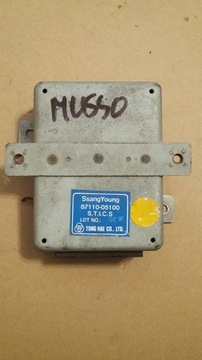 MUSSO
SsangYoung
87110-05100
S.T.I.C.S
LOT NO.
TONG HAE CO., LTD.